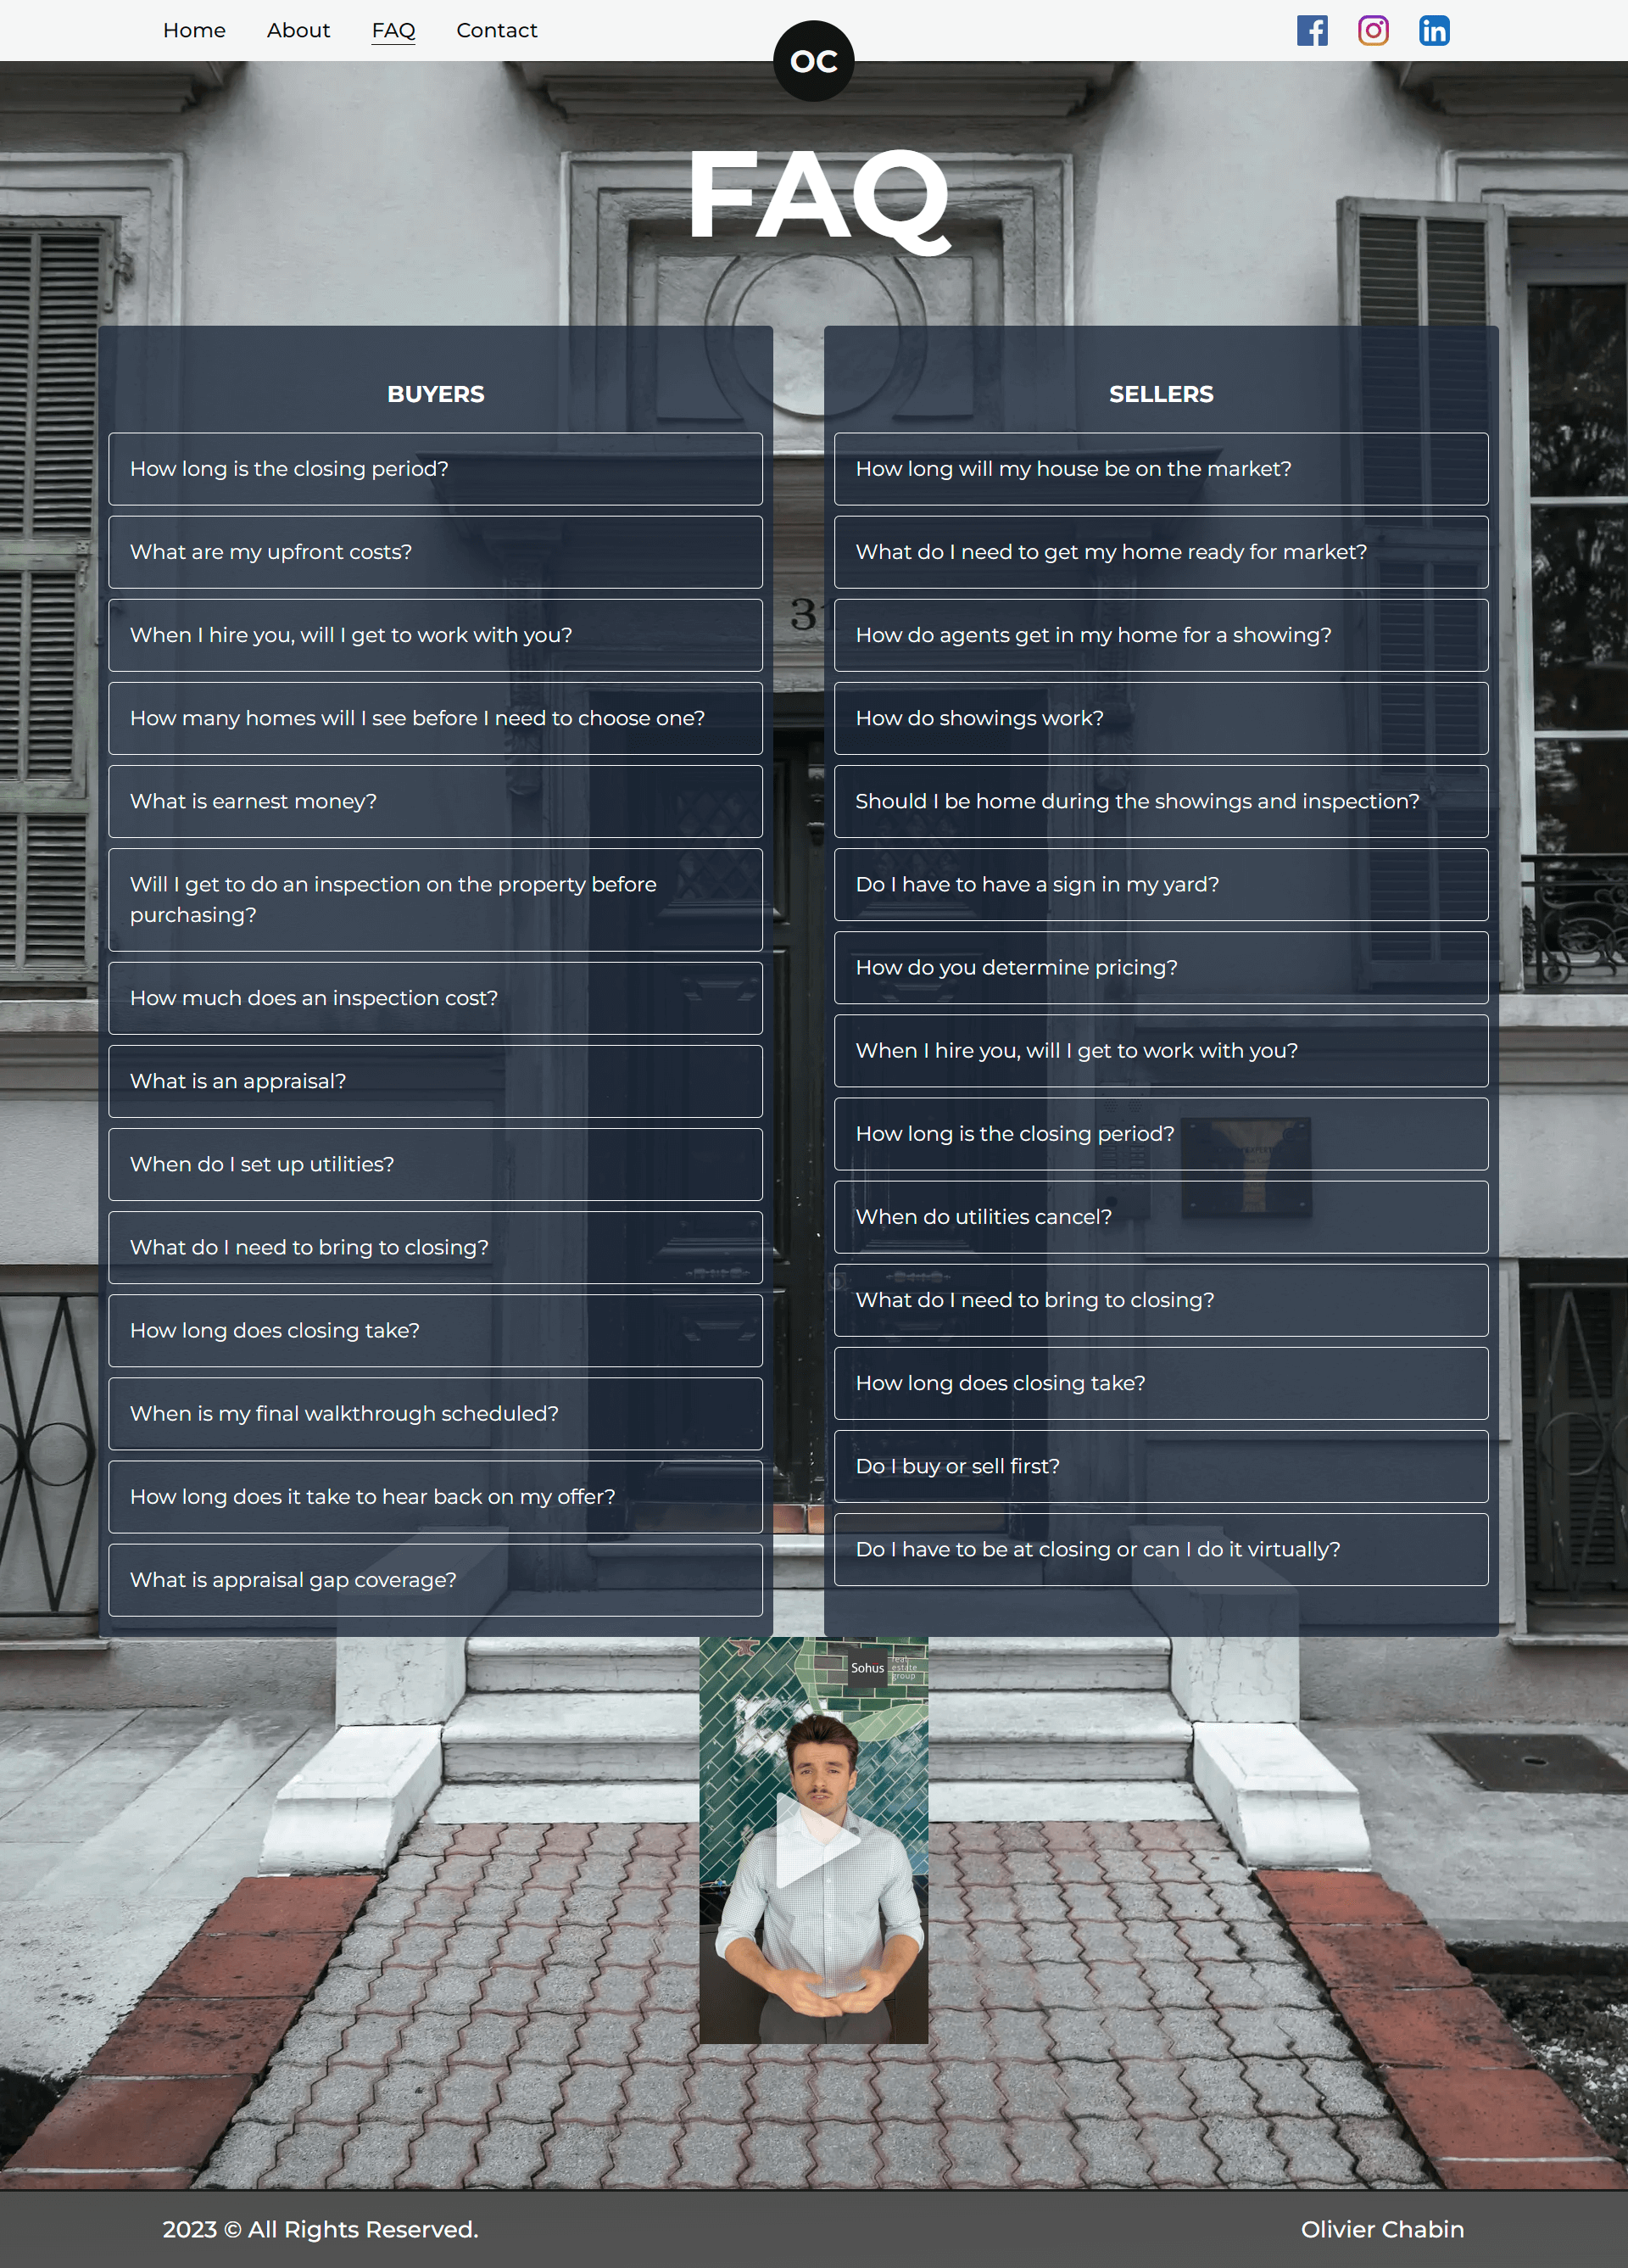 Home
About
FAQ
Contact
OC
FAQ
BUYERS
How long is the closing period?
What are my upfront costs?
When I hire you, will I get to work with you?
How many homes will I see before I need to choose one?
What is earnest money?
Will I get to do an inspection on the property before
purchasing?
How much does an inspection cost?
What is an appraisal?
When do I set up utilities?
What do I need to bring to closing?
How long does closing take?
When is my final walkthrough scheduled?
How long does it take to hear back on my offer?
What is appraisal gap coverage?
SELLERS
How long will my house be on the market?
What do I need to get my home ready for market?
How do agents get in my home for a showing?
How do showings work?
Should I be home during the showings and inspection?
Do I have to have a sign in my yard?
How do you determine pricing?
When I hire you, will I get to work with you?
How long is the closing period?
When do utilities cancel?
What do I need to bring to closing?
How long does closing take?
Do I buy or sell first?
Do I have to be at closing or can I do it virtually?
Sohus
real
estate
group
2023 © All Rights Reserved.
Olivier Chabin